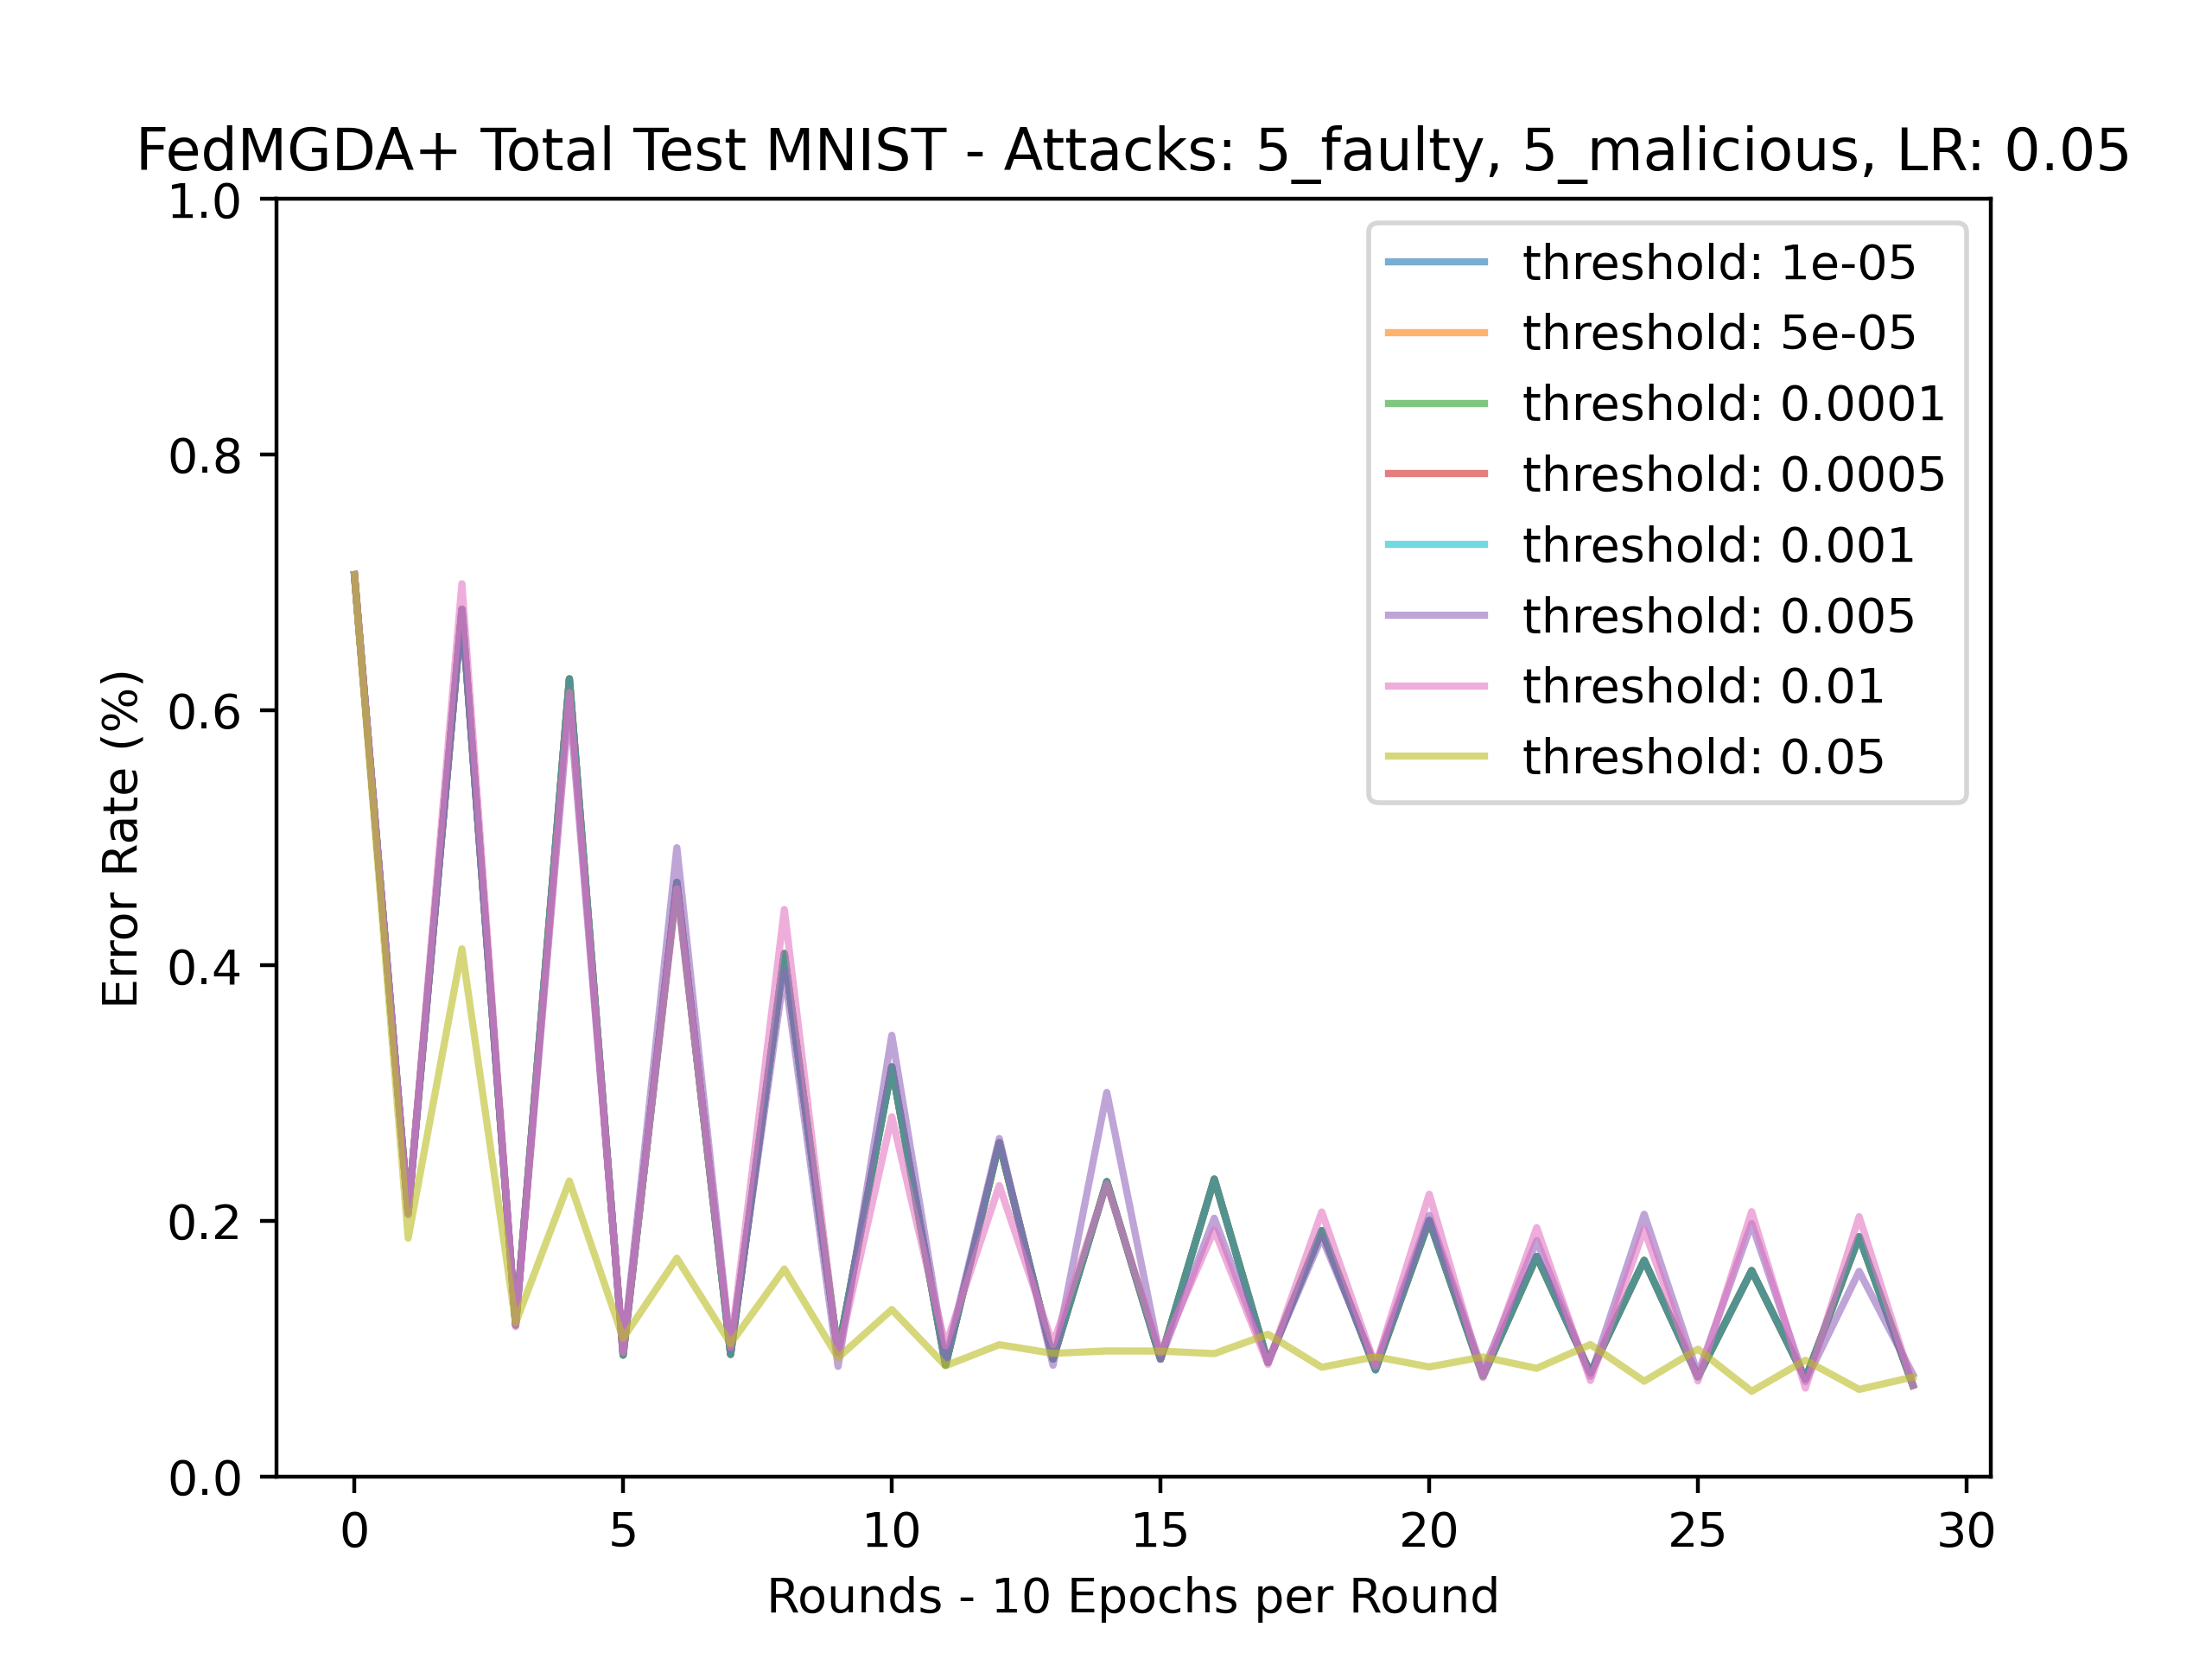 FedMGDA+ Total Test MNIST - Attacks: 5_faulty, 5_malicious, LR: 0.05
1.0
0.8
0.6
0.4
0.2
0.0
Error Rate (%)
threshold: 1e-05
threshold: 5e-05
threshold: 0.0001
threshold: 0.0005
threshold: 0.001
threshold: 0.005
threshold: 0.01
threshold: 0.05
0 5 10 15 20 25 30
Rounds - 10 Epochs per Round